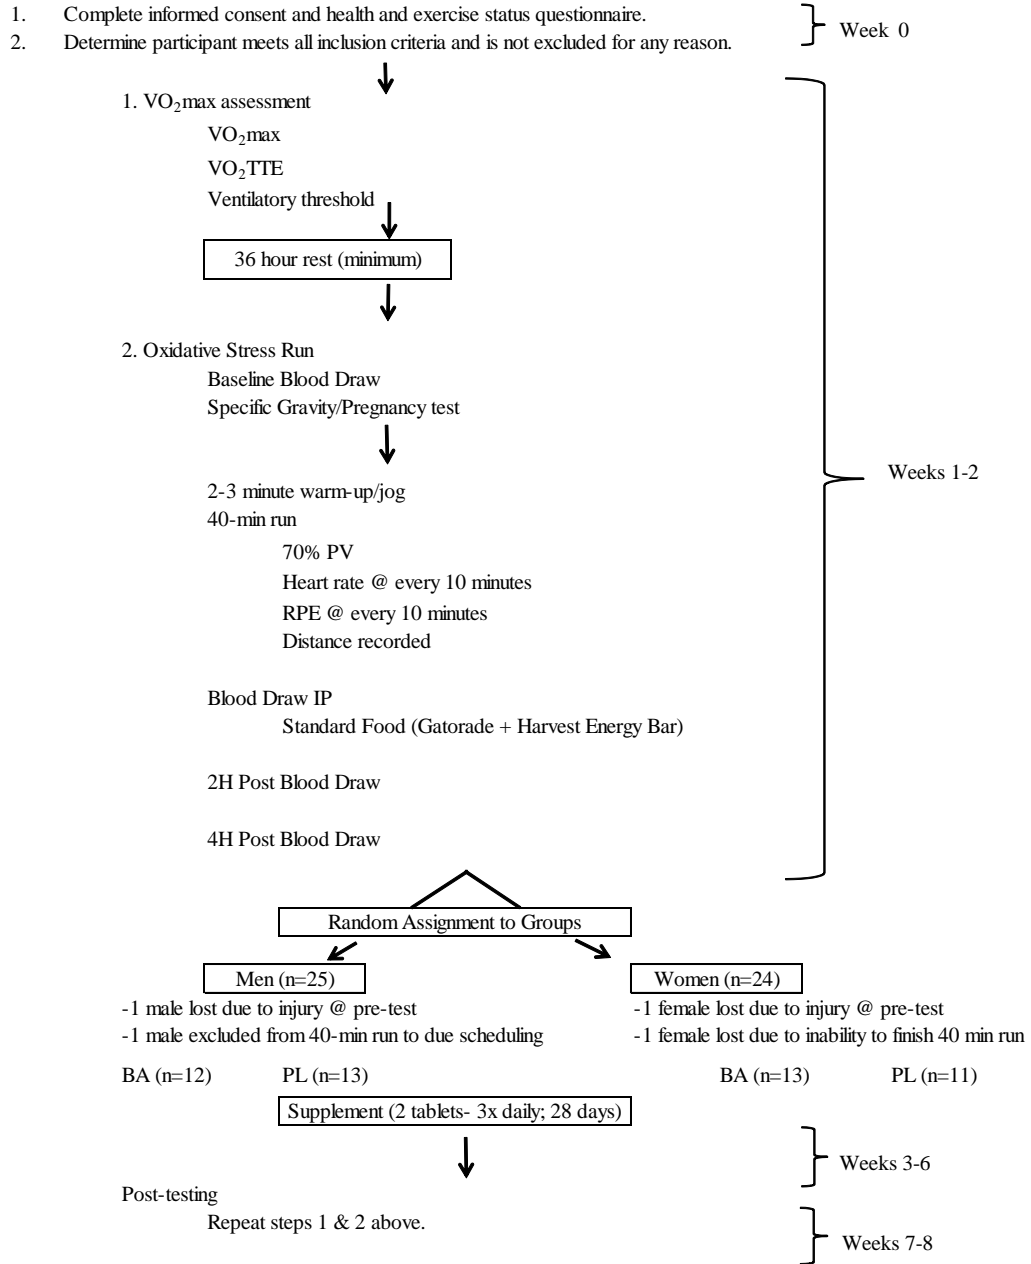 1. Complete informed consent and health and exercise status questionnaire.
2. Determine participant meets all inclusion criteria and is not excluded for any reason.
Week 0
1. VO₂max assessment
VO₂max
VO₂TTE
Ventilatory threshold
36 hour rest (minimum)
2. Oxidative Stress Run
Baseline Blood Draw
Specific Gravity/Pregnancy test
2-3 minute warm-up/jog
40-min run
70% PV
Heart rate @ every 10 minutes
RPE @ every 10 minutes
Distance recorded
Blood Draw IP
Standard Food (Gatorade + Harvest Energy Bar)
2H Post Blood Draw
4H Post Blood Draw
Weeks 1-2
Random Assignment to Groups
Men (n=25)
-1 male lost due to injury @ pre-test
-1 male excluded from 40-min run to due scheduling
Women (n=24)
-1 female lost due to injury @ pre-test
-1 female lost due to inability to finish 40 min run
BA (n=12) PL (n=13)
BA (n=13) PL (n=11)
Supplement (2 tablets- 3x daily; 28 days)
Weeks 3-6
Post-testing
Repeat steps 1 & 2 above.
Weeks 7-8